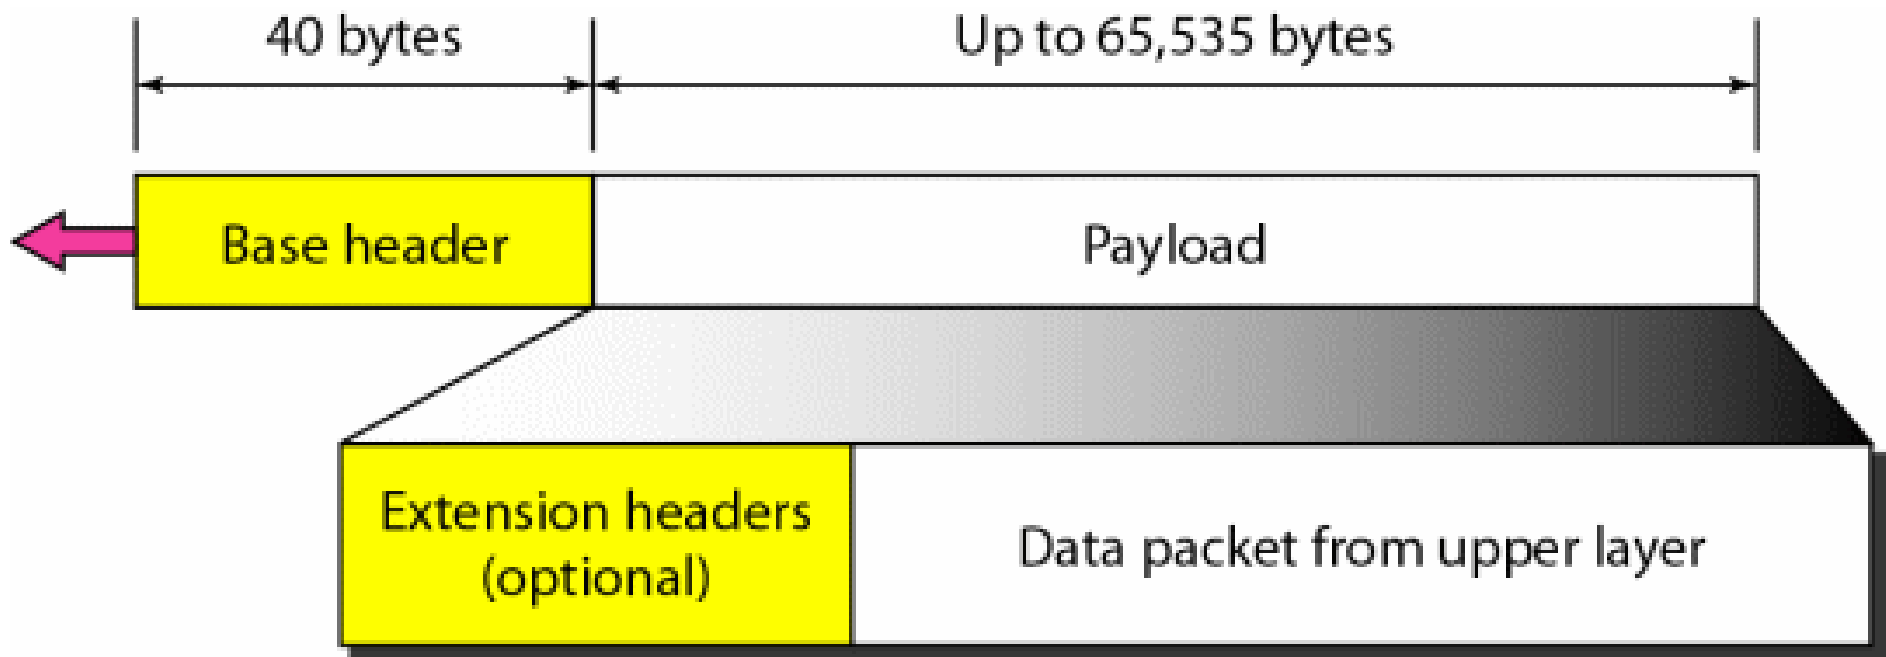 40 bytes
Up to 65,535 bytes
Base header
Payload
Extension headers
(optional)
Data packet from upper layer